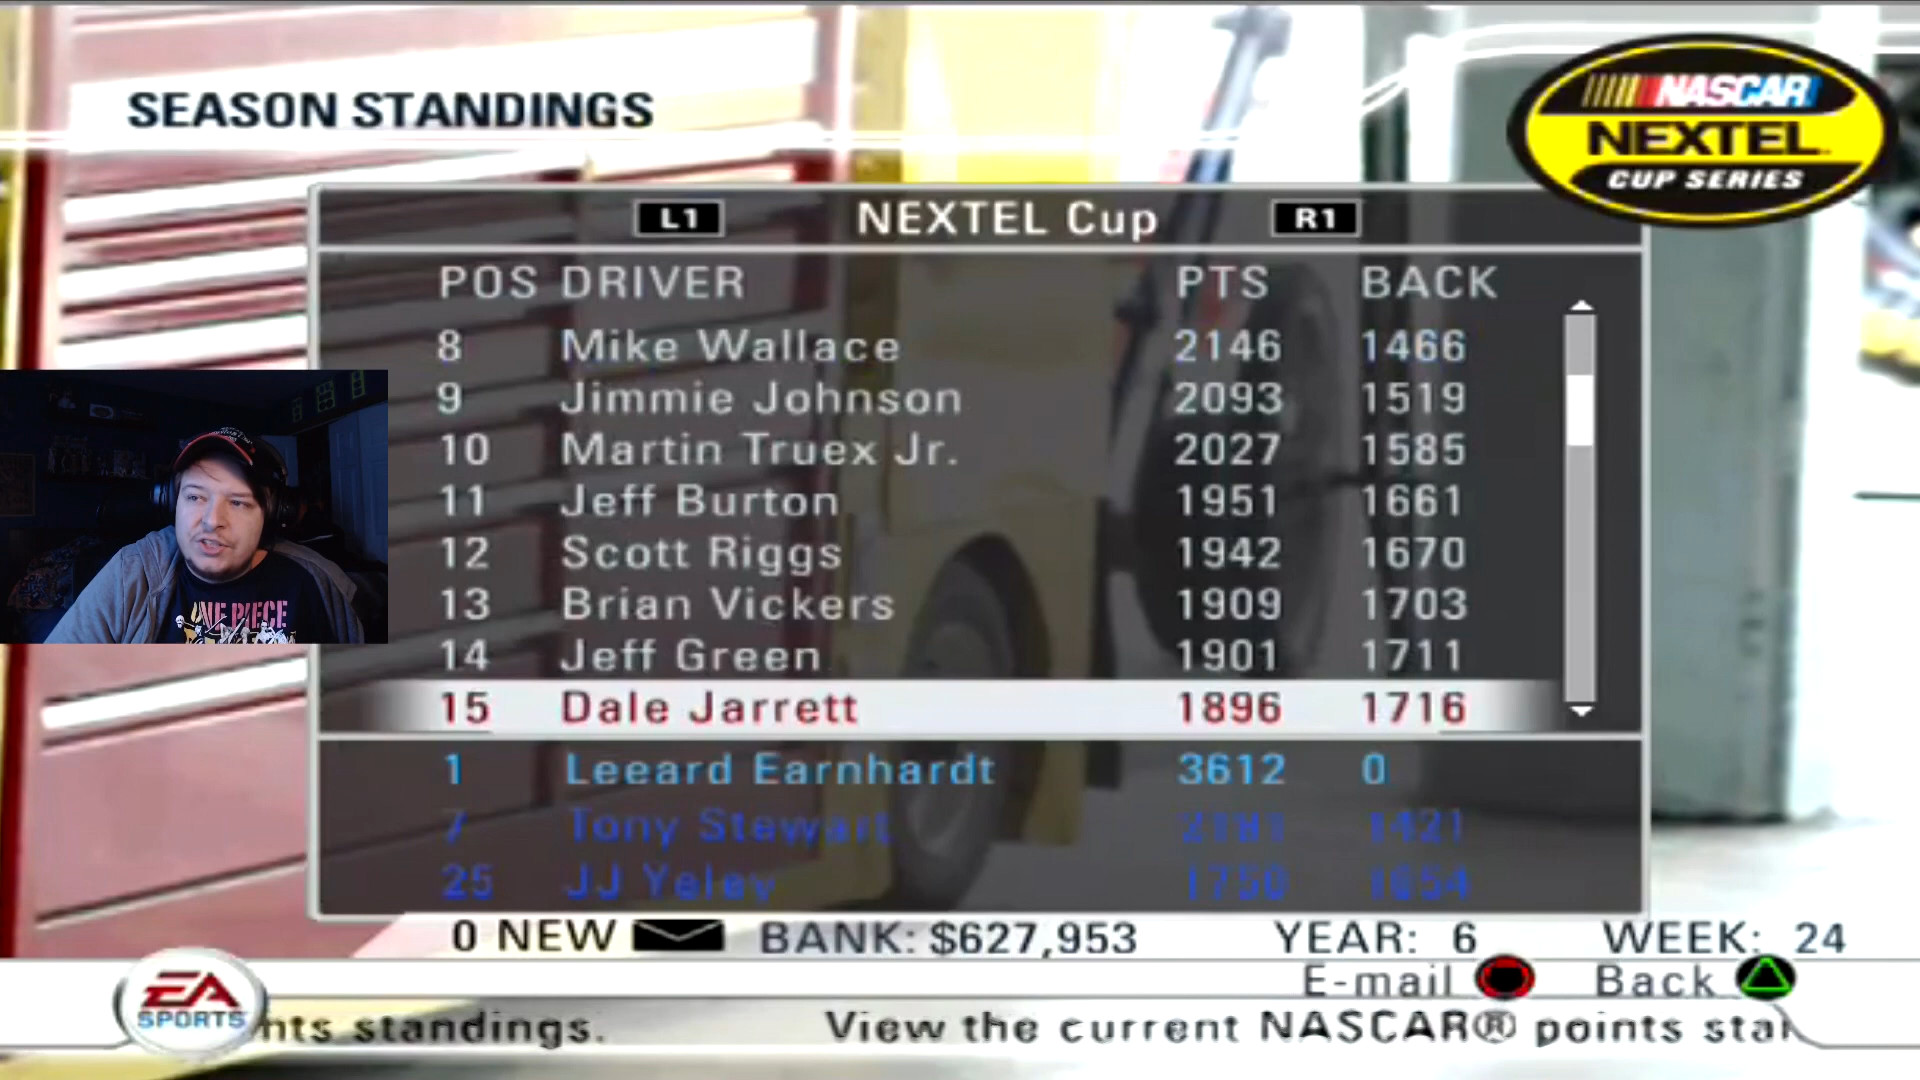 SEASON STANDINGS
NASCAR
NEXTEL
CUP SERIES
L1 NEXTEL Cup R1
POS DRIVER PTS BACK
8 Mike Wallace 2146 1466
9 Jimmie Johnson 2093 1519
10 Martin Truex Jr. 2027 1585
11 Jeff Burton 1951 1661
12 Scott Riggs 1942 1670
13 Brian Vickers 1909 1703
14 Jeff Green 1901 1711
15 Dale Jarrett 1896 1716
1 Leeard Earnhardt 3612 0
7 Tony Stewart 2191 1421
25 JJ Yeley 1750
ONE PIECE
0 NEW BANK: $627,953 YEAR: 6 WEEK: 24
E-mail Back
EA
SPORTS
nts standings. View the current NASCAR® points sta